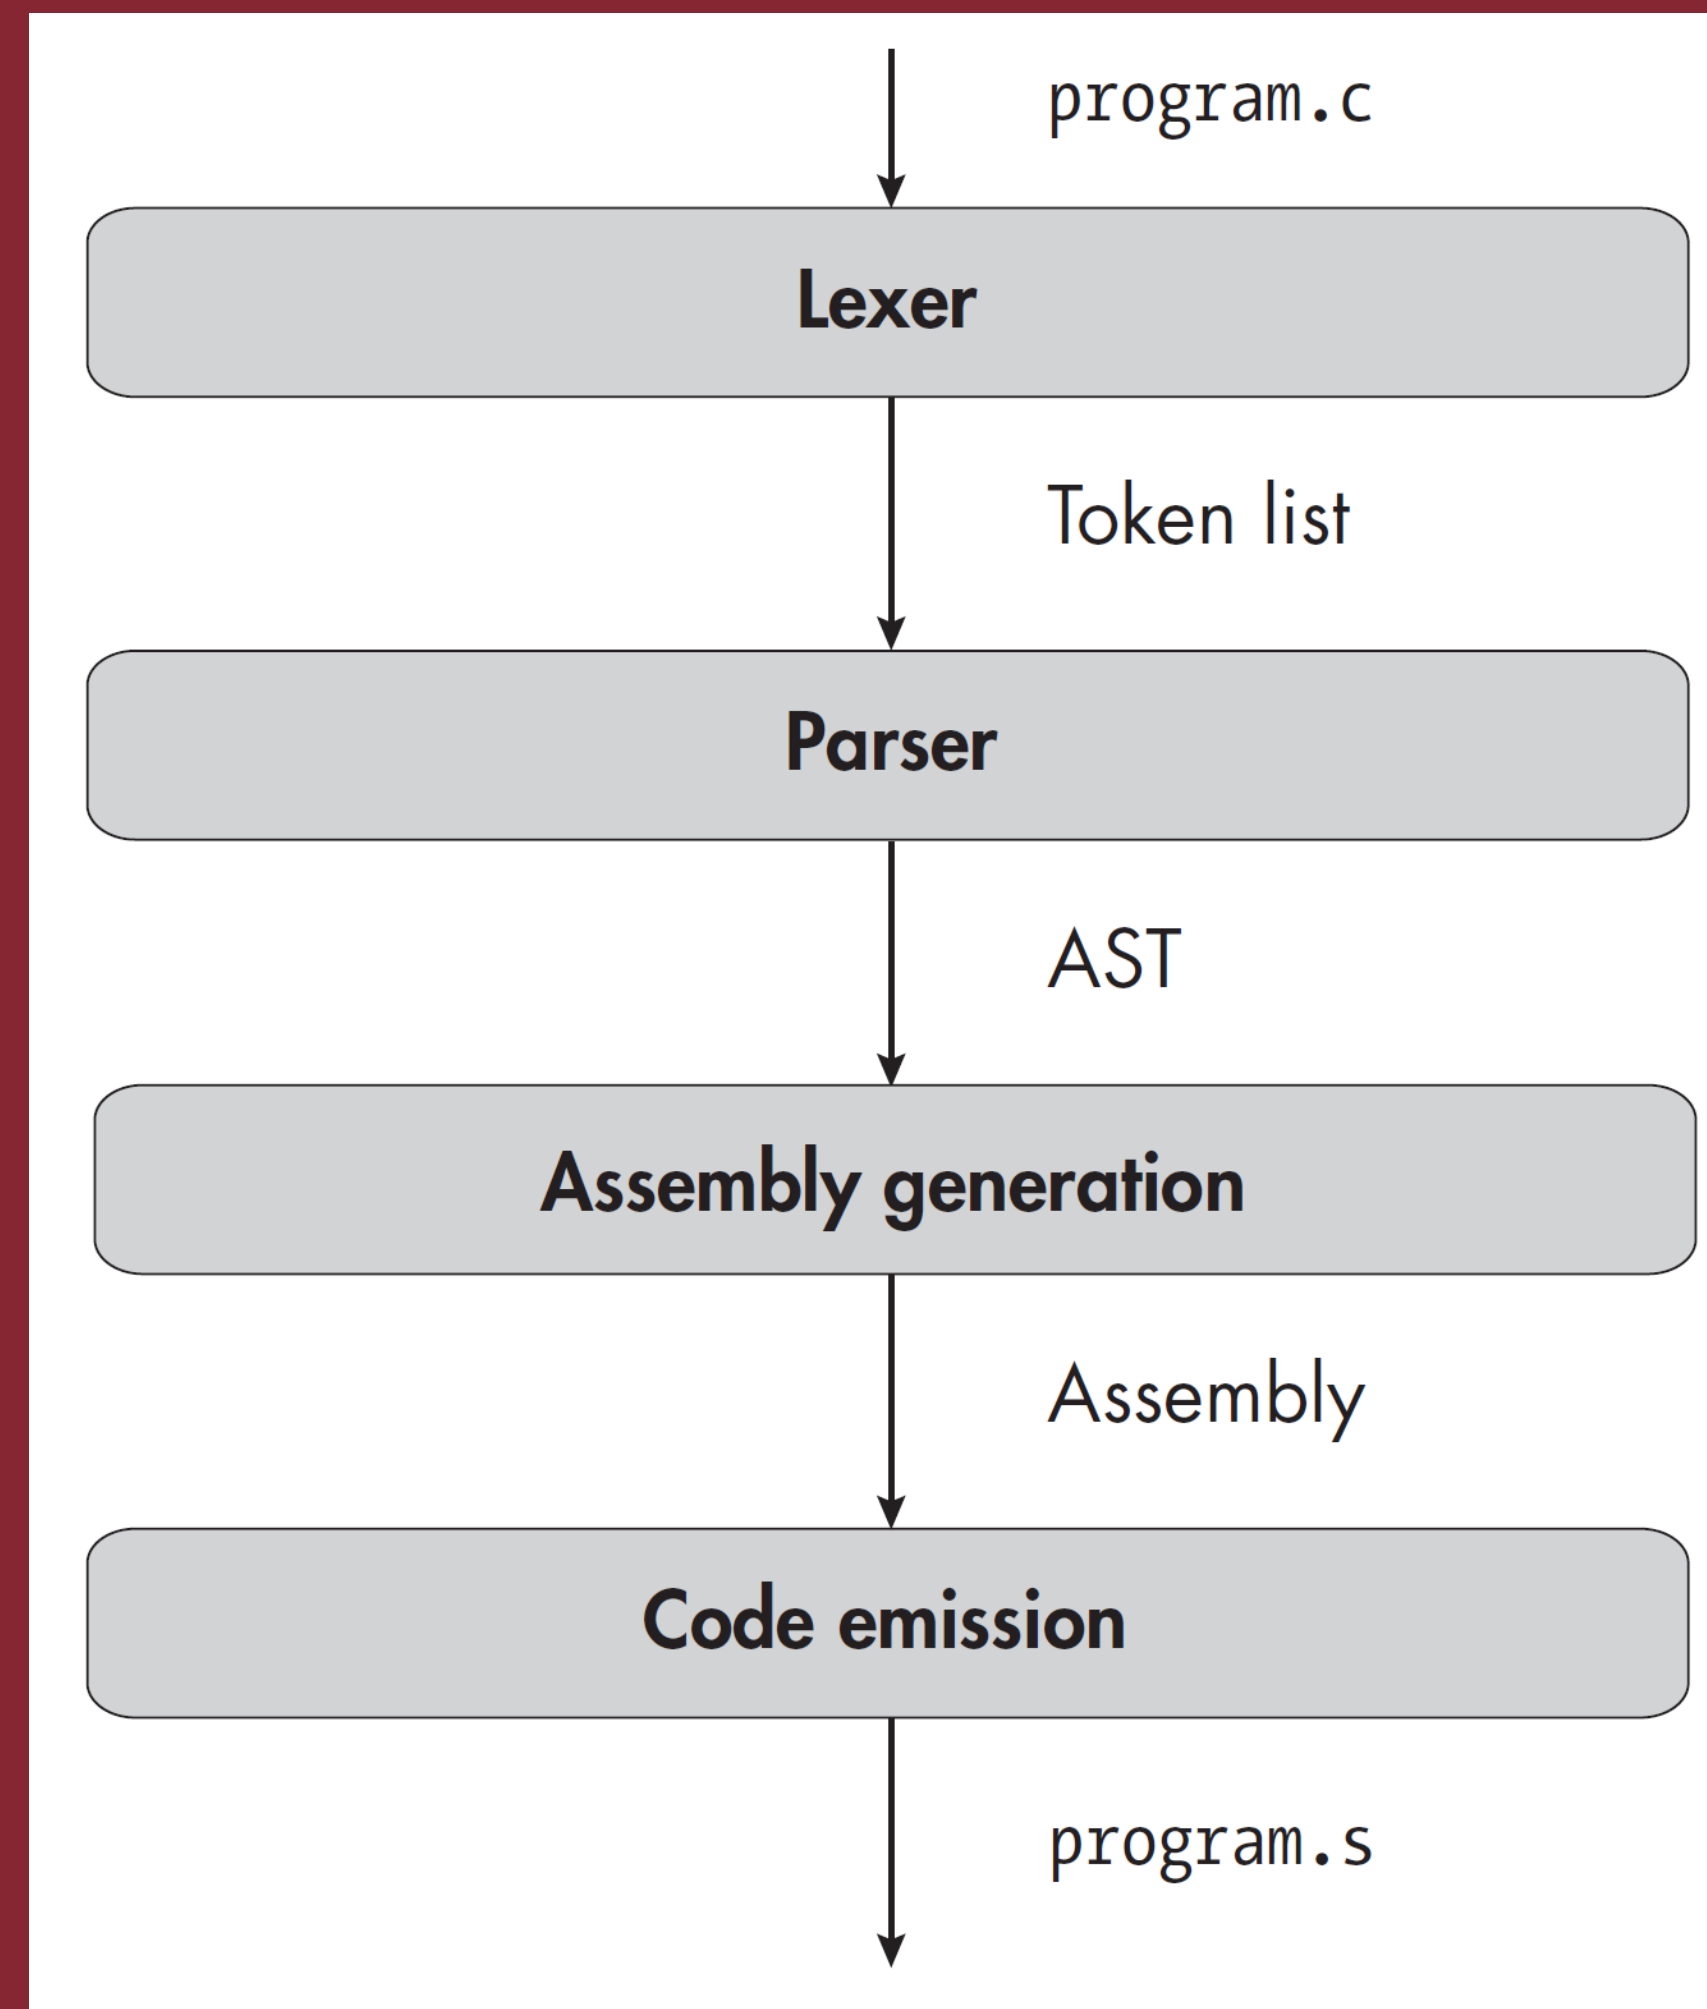 program.c
Lexer
Token list
Parser
AST
Assembly generation
Assembly
Code emission
program.s